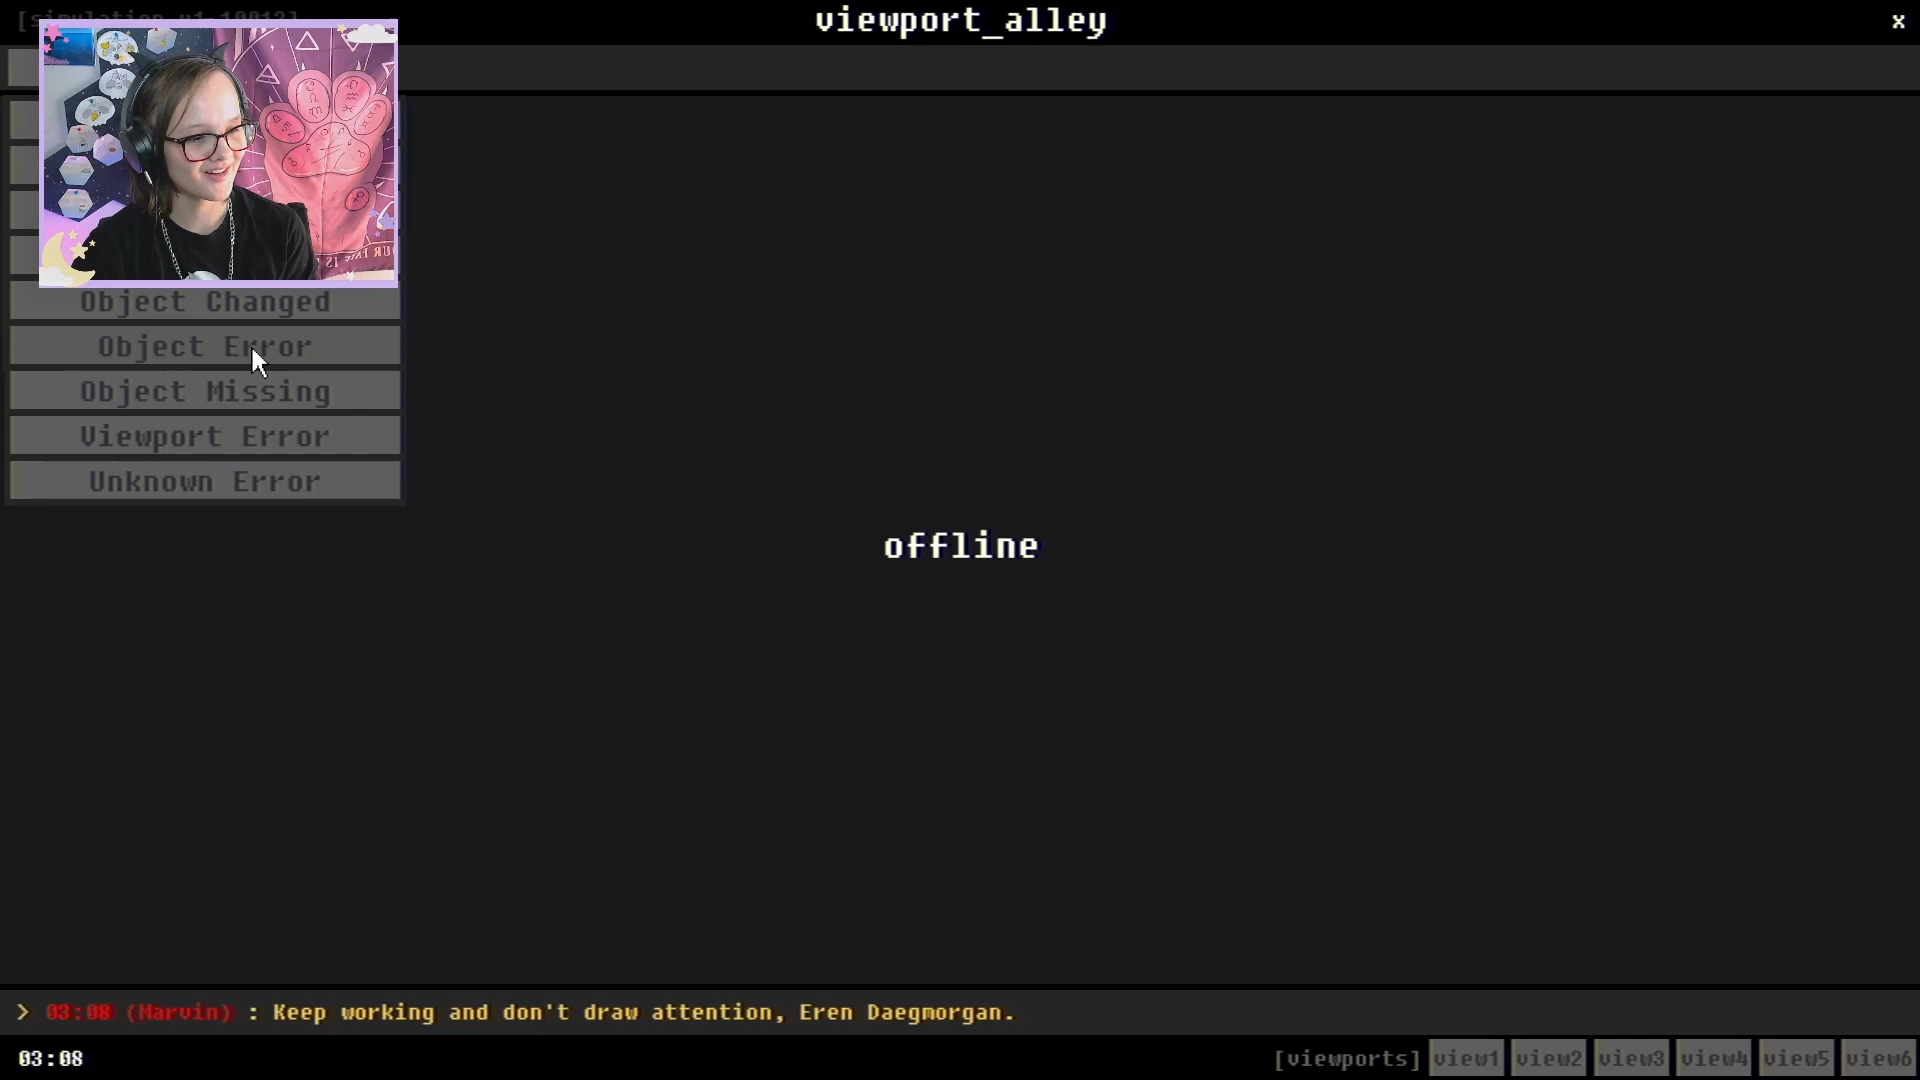 viewport_alley
x
Object Changed
Object Error
Object Missing
Viewport Error
Unknown Error
offline
> 03:08 (Marvin) : Keep working and don't draw attention, Eren Daegmorgan.
03:08
[viewports] view1 view2 view3 view4 view5 view6